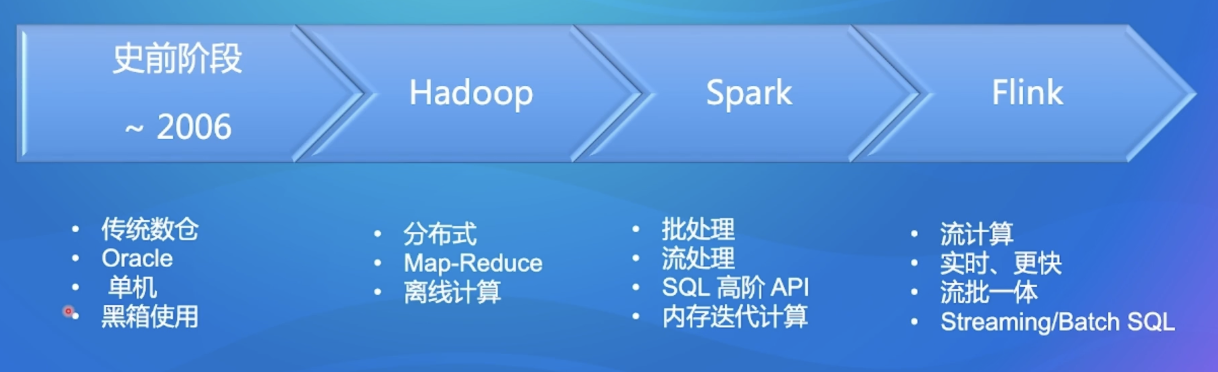 史前阶段
~ 2006
Hadoop
Spark
Flink
• 传统数仓
• Oracle
• 单机
• 黑箱使用
• 分布式
• Map-Reduce
• 离线计算
• 批处理
• 流处理
• SQL 高阶 API
• 内存迭代计算
• 流计算
• 实时、更快
• 流批一体
• Streaming/Batch SQL